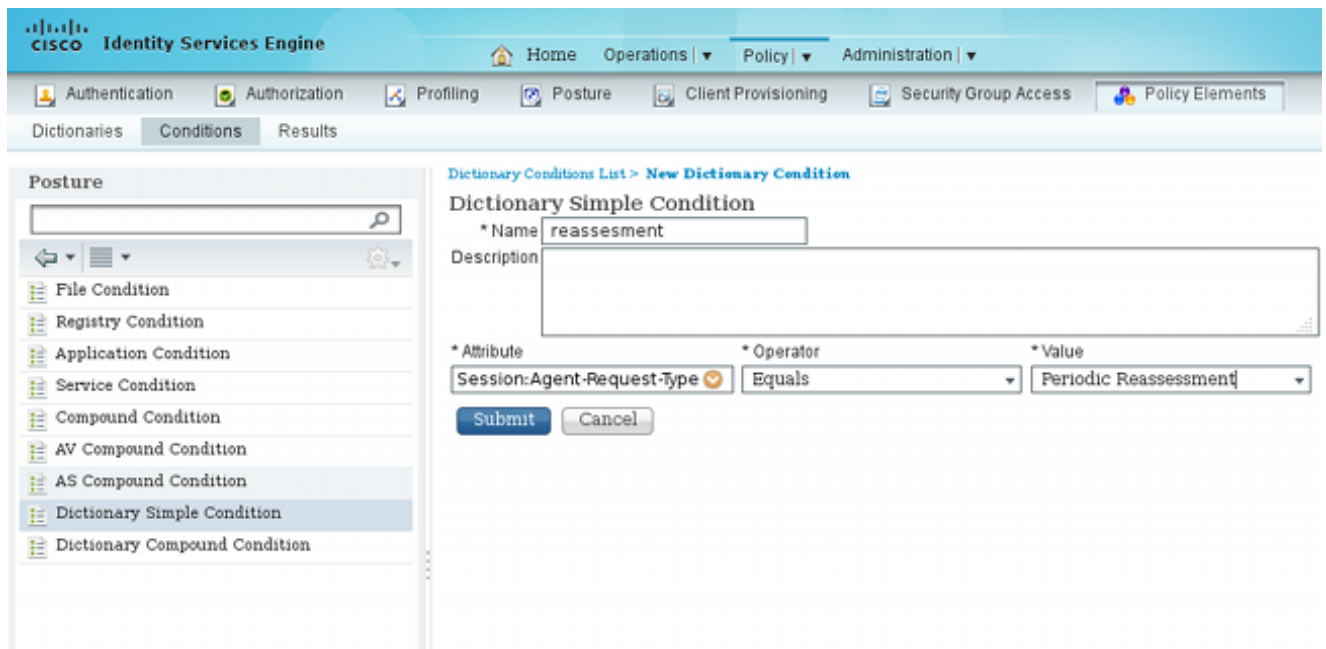 CISCO Identity Services Engine
Home Operations | ▼ Policy | ▼ Administration | ▼
Authentication Authorization Profiling Posture Client Provisioning Security Group Access Policy Elements
Dictionaries Conditions Results
Posture
File Condition
Registry Condition
Application Condition
Service Condition
Compound Condition
AV Compound Condition
AS Compound Condition
Dictionary Simple Condition
Dictionary Compound Condition
Dictionary Conditions List > New Dictionary Condition
Dictionary Simple Condition
* Name reassesment
Description
* Attribute * Operator * Value
Session:Agent-Request-Type Equals Periodic Reassessment
Submit Cancel